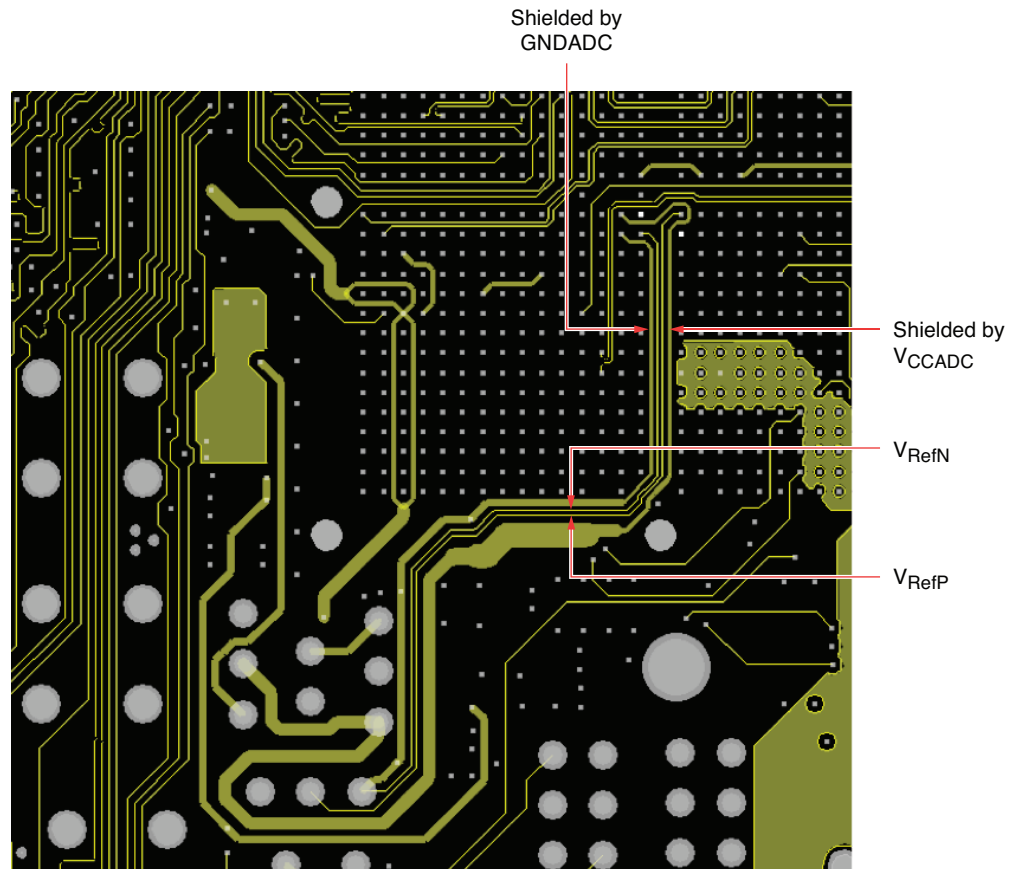 Shielded by
GNDADC
Shielded by
VCCADC
VRefN
VRefP